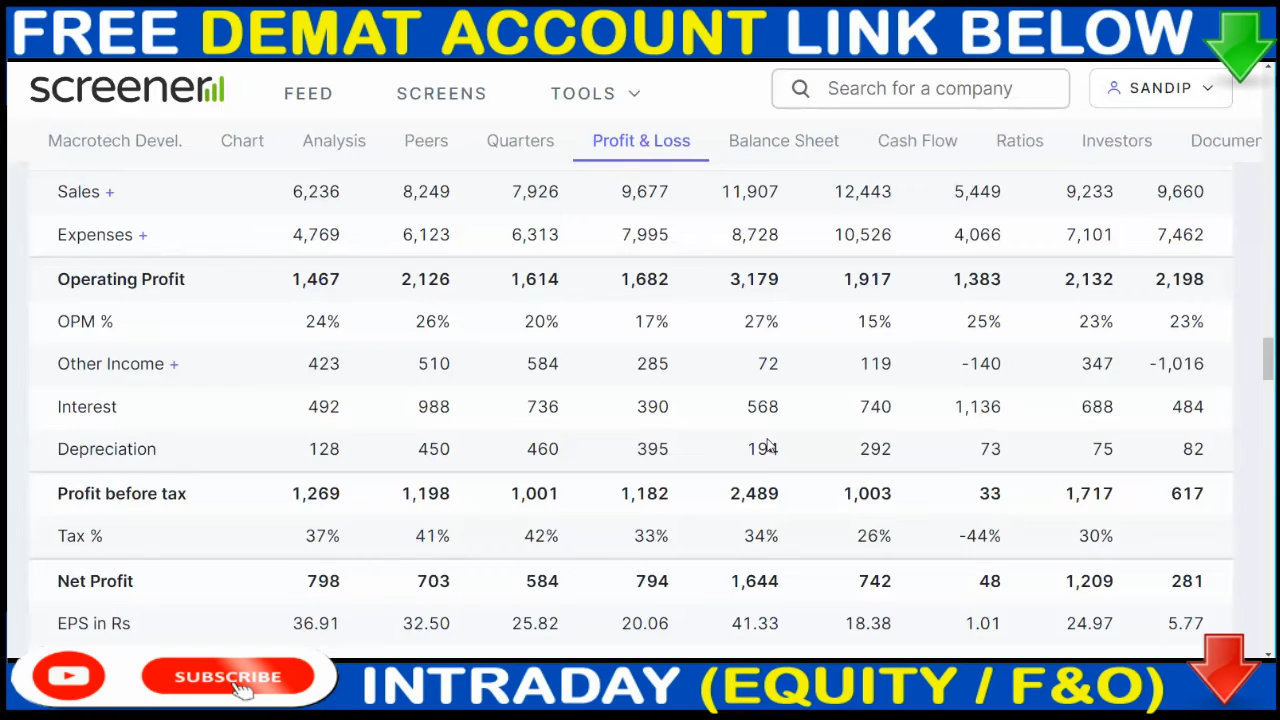 FREE DEMAT ACCOUNT LINK BELOW
screener FEED SCREENS TOOLS Search for a company SANDIP
Macrotech Devel. Chart Analysis Peers Quarters Profit & Loss Balance Sheet Cash Flow Ratios Investors Documen
Sales + 6,236 8,249 7,926 9,677 11,907 12,443 5,449 9,233 9,660
Expenses + 4,769 6,123 6,313 7,995 8,728 10,526 4,066 7,101 7,462
Operating Profit 1,467 2,126 1,614 1,682 3,179 1,917 1,383 2,132 2,198
OPM % 24% 26% 20% 17% 27% 15% 25% 23% 23%
Other Income + 423 510 584 285 72 119 -140 347 -1,016
Interest 492 988 736 390 568 740 1,136 688 484
Depreciation 128 450 460 395 194 292 73 75 82
Profit before tax 1,269 1,198 1,001 1,182 2,489 1,003 33 1,717 617
Tax % 37% 41% 42% 33% 34% 26% -44% 30%
Net Profit 798 703 584 794 1,644 742 48 1,209 281
EPS in Rs 36.91 32.50 25.82 20.06 41.33 18.38 1.01 24.97 5.77
SUBSCRIBE INTRADAY (EQUITY / F&O)